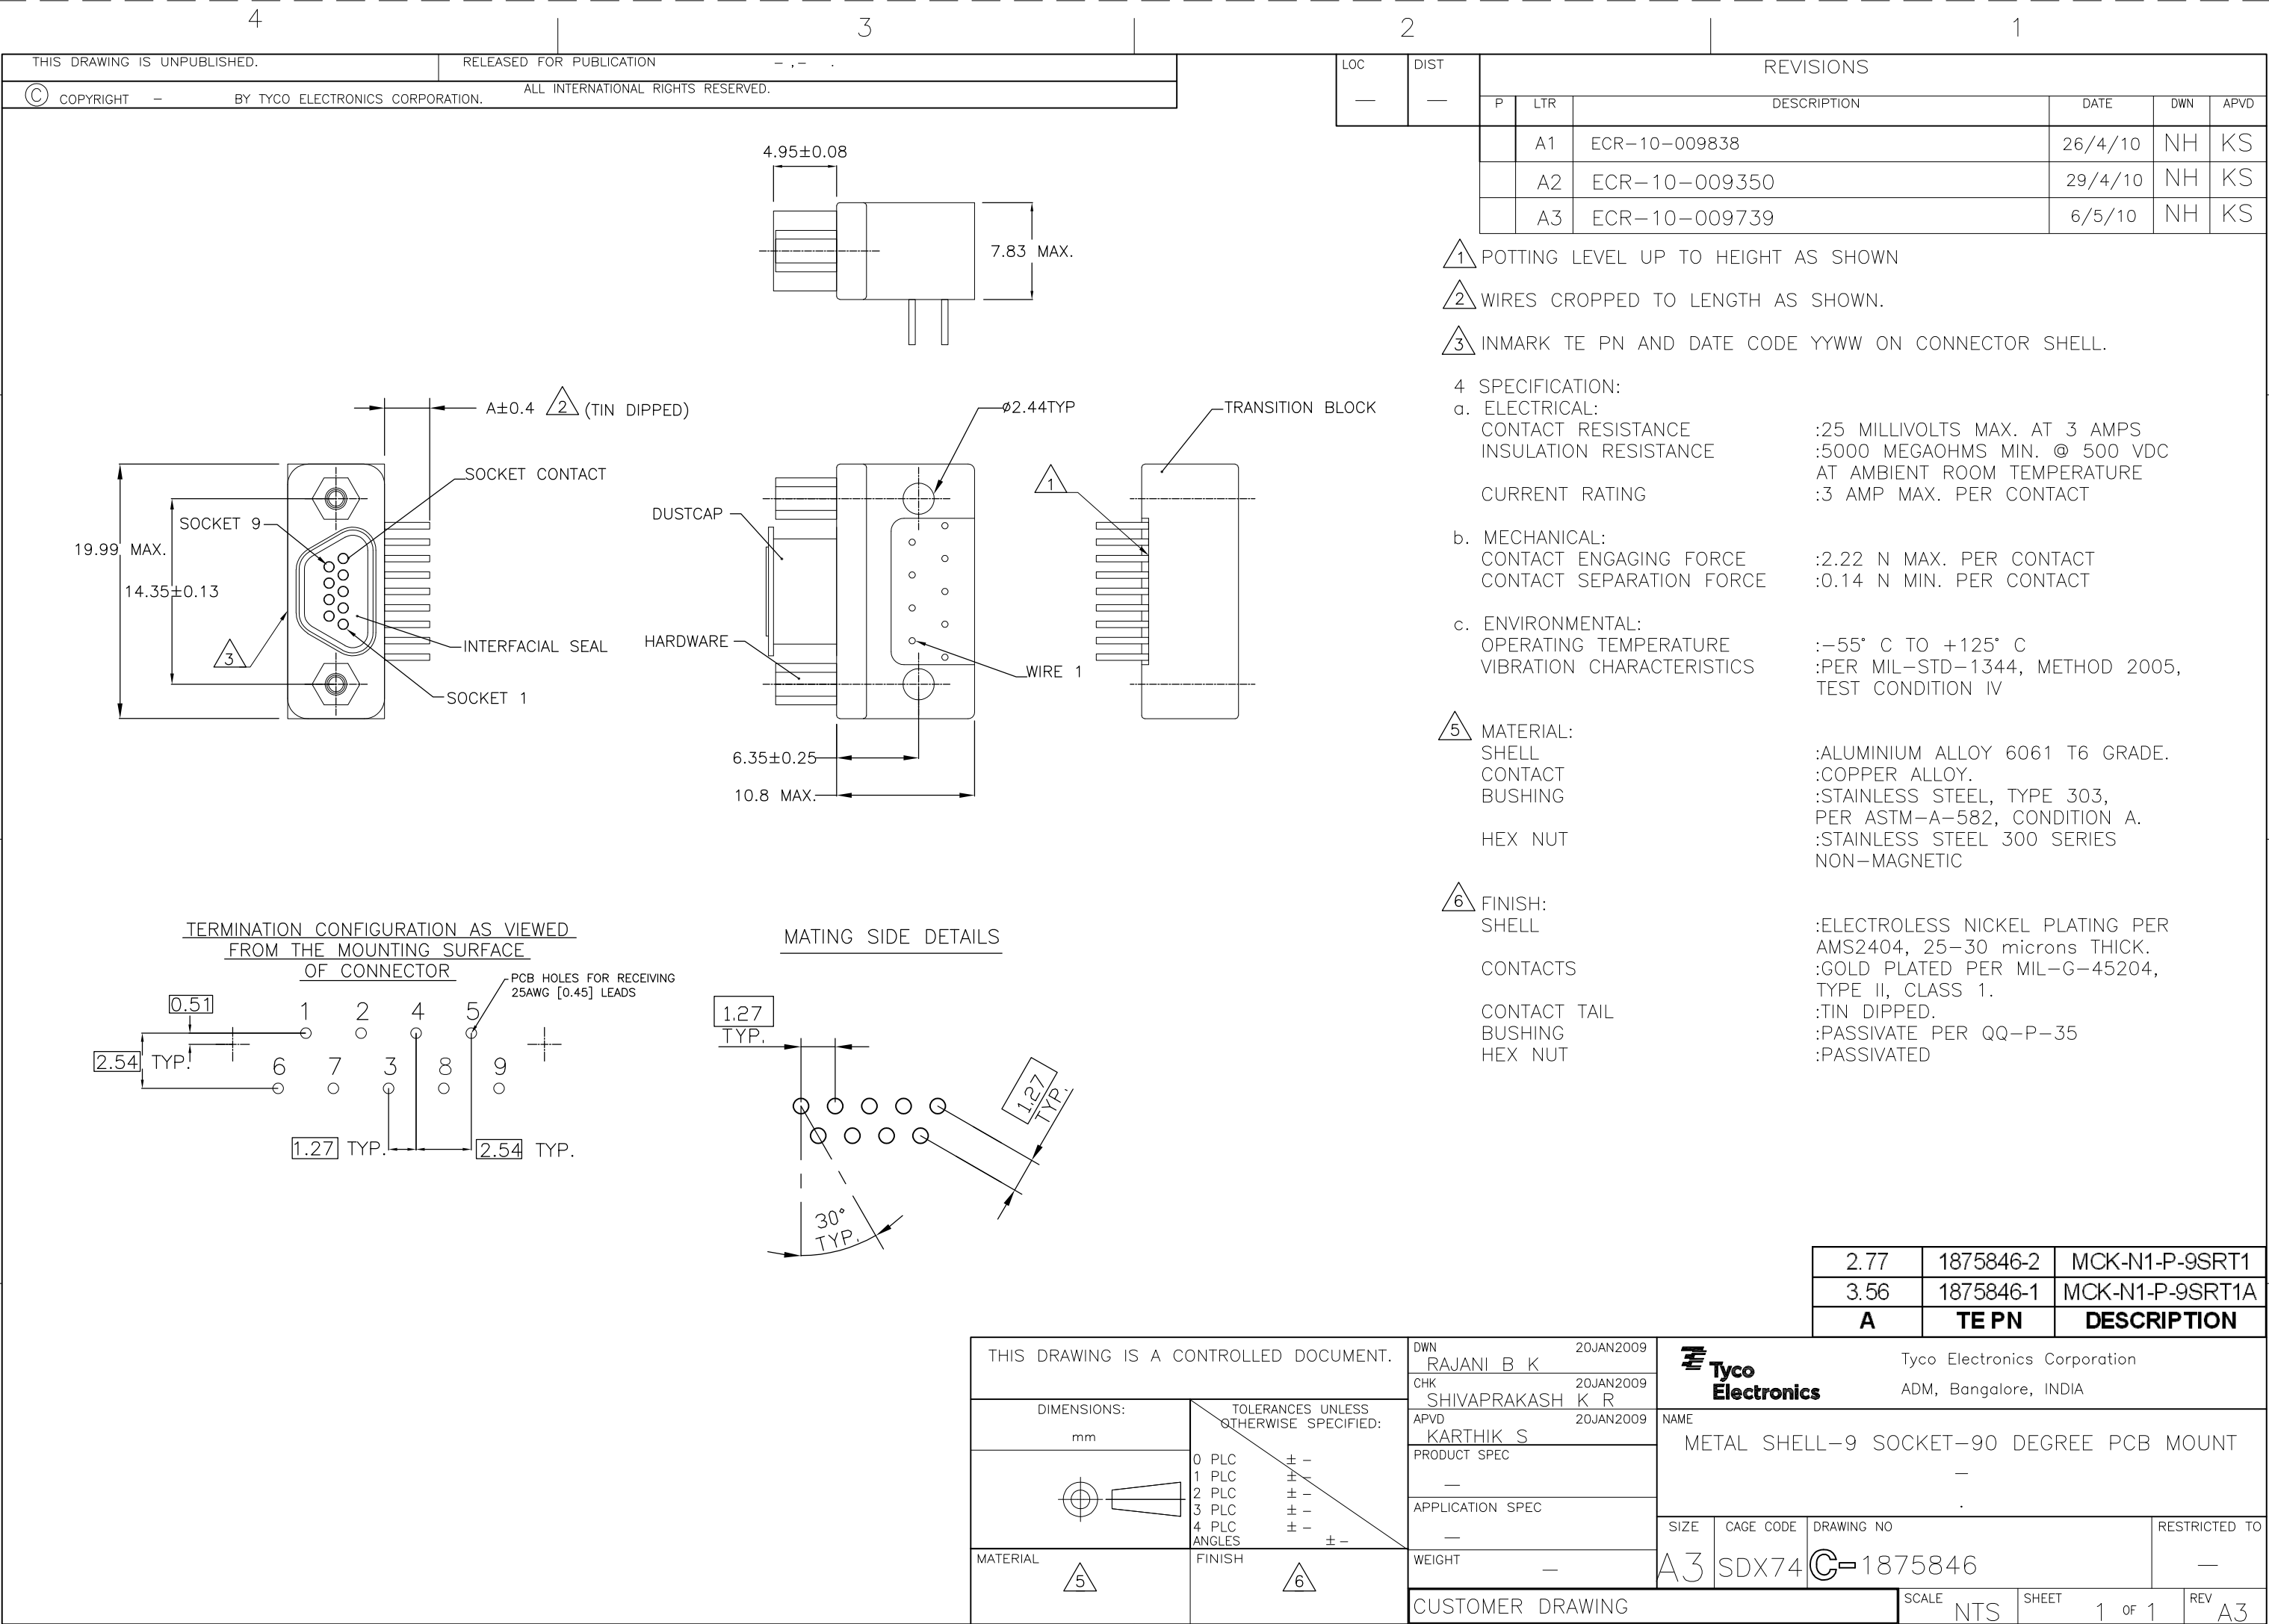 4 3 2 1
THIS DRAWING IS UNPUBLISHED. RELEASED FOR PUBLICATION – ,– .
© COPYRIGHT – BY TYCO ELECTRONICS CORPORATION. ALL INTERNATIONAL RIGHTS RESERVED.
LOC DIST REVISIONS
— — P LTR DESCRIPTION DATE DWN APVD
A1 ECR-10-009838 26/4/10 NH KS
A2 ECR-10-009350 29/4/10 NH KS
A3 ECR-10-009739 6/5/10 NH KS
4.95±0.08
7.83 MAX.
A±0.4 2 (TIN DIPPED)
⌀2.44TYP
TRANSITION BLOCK
SOCKET CONTACT
1
SOCKET 9
DUSTCAP
19.99 MAX.
14.35±0.13
HARDWARE
INTERFACIAL SEAL
3
WIRE 1
SOCKET 1
6.35±0.25
10.8 MAX.
1 POTTING LEVEL UP TO HEIGHT AS SHOWN
2 WIRES CROPPED TO LENGTH AS SHOWN.
3 INMARK TE PN AND DATE CODE YYWW ON CONNECTOR SHELL.
4 SPECIFICATION:
a. ELECTRICAL:
CONTACT RESISTANCE :25 MILLIVOLTS MAX. AT 3 AMPS
INSULATION RESISTANCE :5000 MEGAOHMS MIN. @ 500 VDC
AT AMBIENT ROOM TEMPERATURE
CURRENT RATING :3 AMP MAX. PER CONTACT
b. MECHANICAL:
CONTACT ENGAGING FORCE :2.22 N MAX. PER CONTACT
CONTACT SEPARATION FORCE :0.14 N MIN. PER CONTACT
c. ENVIRONMENTAL:
OPERATING TEMPERATURE :-55° C TO +125° C
VIBRATION CHARACTERISTICS :PER MIL-STD-1344, METHOD 2005,
TEST CONDITION IV
5 MATERIAL:
SHELL :ALUMINIUM ALLOY 6061 T6 GRADE.
CONTACT :COPPER ALLOY.
BUSHING :STAINLESS STEEL, TYPE 303,
PER ASTM-A-582, CONDITION A.
HEX NUT :STAINLESS STEEL 300 SERIES
NON-MAGNETIC
6 FINISH:
SHELL :ELECTROLESS NICKEL PLATING PER
AMS2404, 25-30 microns THICK.
CONTACTS :GOLD PLATED PER MIL-G-45204,
TYPE II, CLASS 1.
CONTACT TAIL :TIN DIPPED.
BUSHING :PASSIVATE PER QQ-P-35
HEX NUT :PASSIVATED
TERMINATION CONFIGURATION AS VIEWED
FROM THE MOUNTING SURFACE
OF CONNECTOR
PCB HOLES FOR RECEIVING
25AWG [0.45] LEADS
0.51
1 2 4 5
2.54 TYP.
6 7 3 8 9
1.27 TYP. 2.54 TYP.
MATING SIDE DETAILS
1.27
TYP.
1.27
TYP.
30°
TYP.
2.77 1875846-2 MCK-N1-P-9SRT1
3.56 1875846-1 MCK-N1-P-9SRT1A
A TE PN DESCRIPTION
THIS DRAWING IS A CONTROLLED DOCUMENT.
DIMENSIONS:
mm
TOLERANCES UNLESS
OTHERWISE SPECIFIED:
0 PLC ± –
1 PLC ± –
2 PLC ± –
3 PLC ± –
4 PLC ± –
ANGLES ± –
MATERIAL 5
FINISH 6
DWN 20JAN2009
RAJANI B K
CHK 20JAN2009
SHIVAPRAKASH K R
APVD 20JAN2009
KARTHIK S
PRODUCT SPEC
—
APPLICATION SPEC
—
WEIGHT —
CUSTOMER DRAWING
Tyco
Electronics
Tyco Electronics Corporation
ADM, Bangalore, INDIA
NAME
METAL SHELL-9 SOCKET-90 DEGREE PCB MOUNT
—
.
SIZE CAGE CODE DRAWING NO RESTRICTED TO
A3 SDX74 C-1875846 —
SCALE NTS SHEET 1 OF 1 REV A3